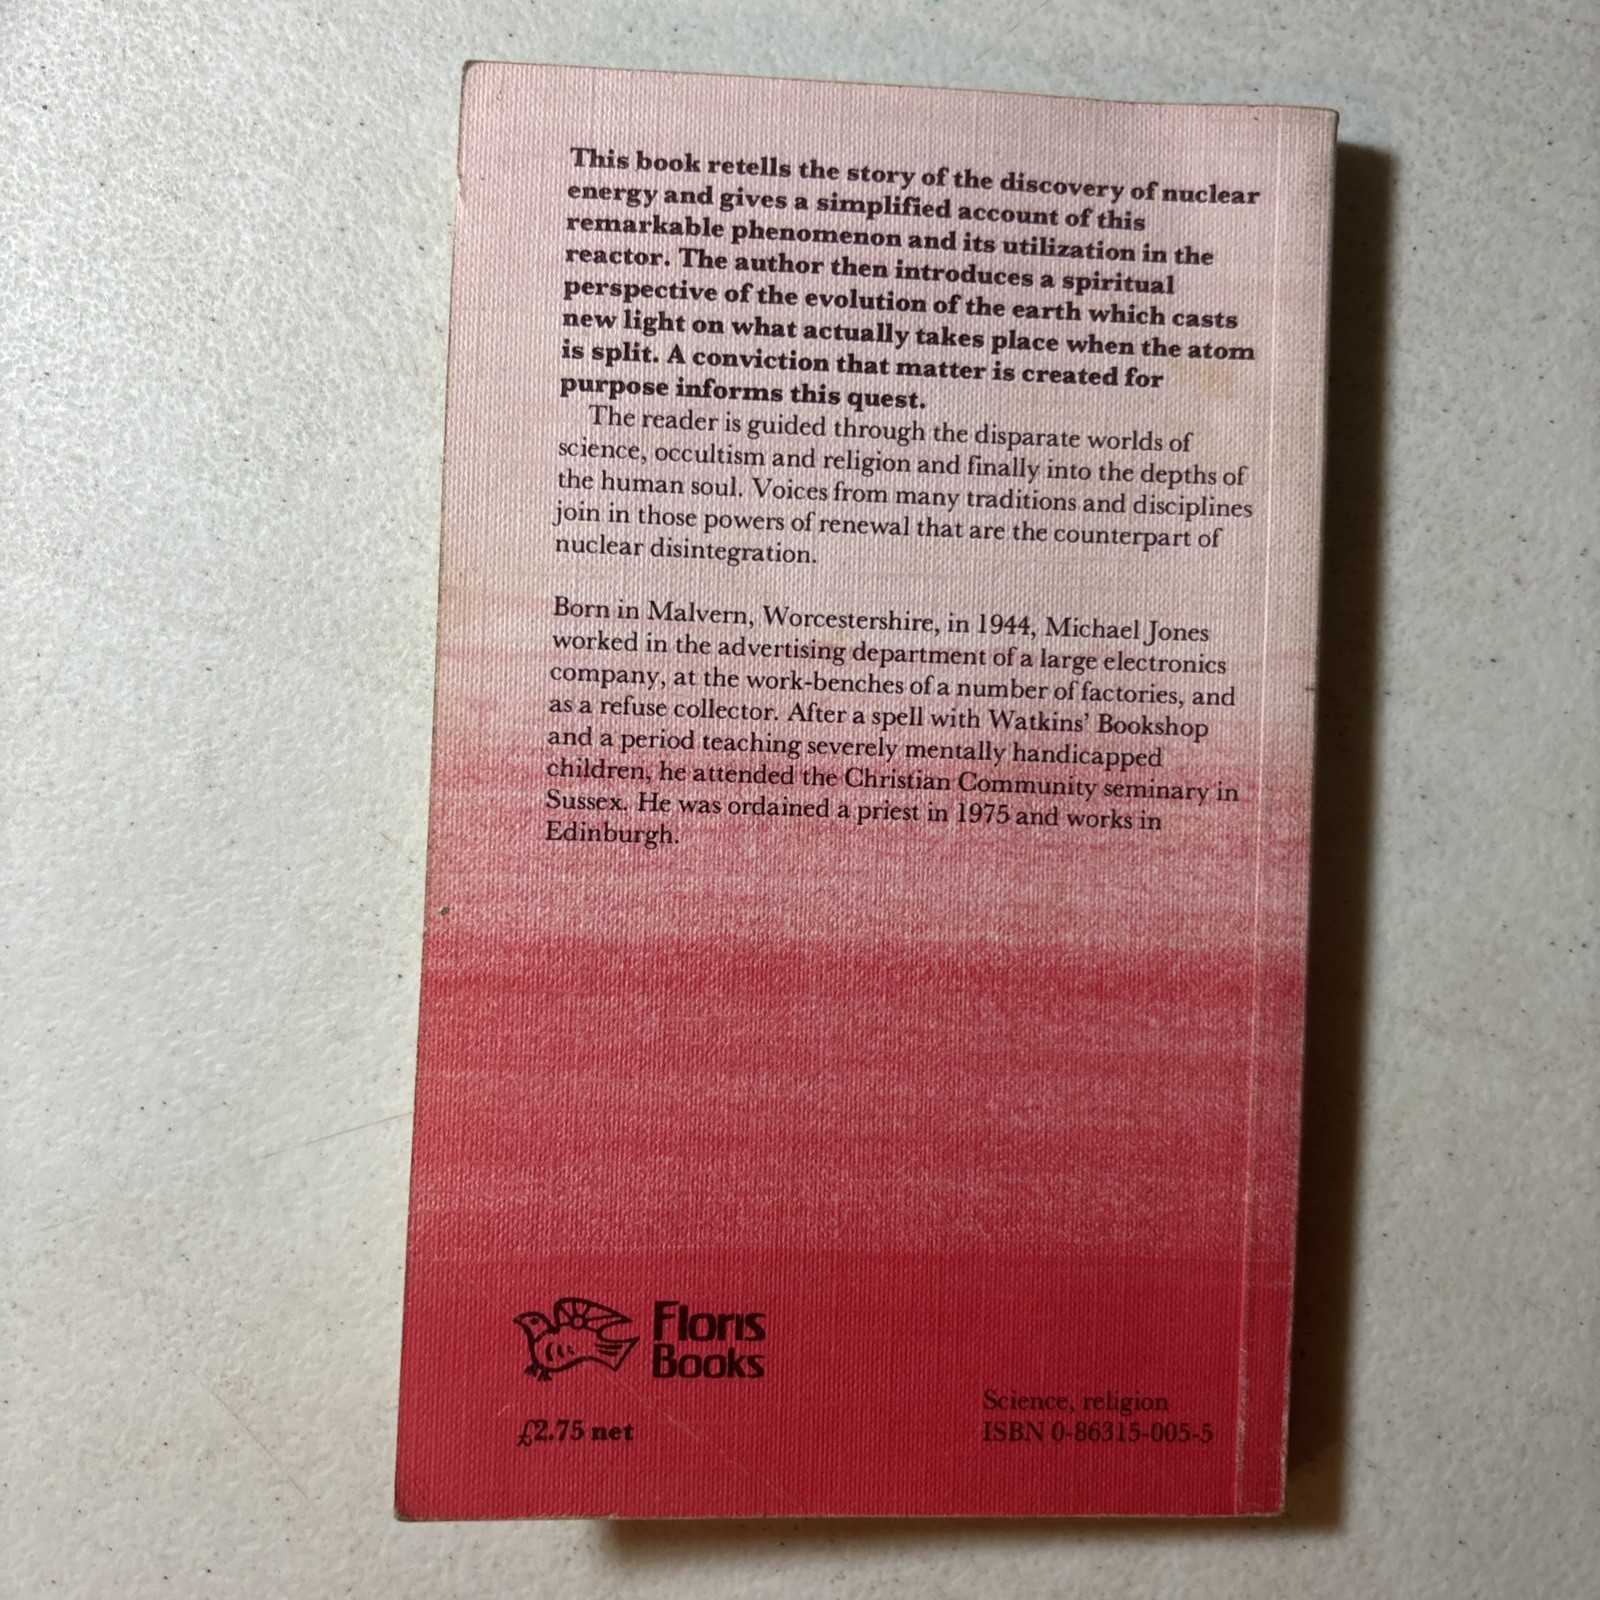 This book retells the story of the discovery of nuclear
energy and gives a simplified account of this
remarkable phenomenon and its utilization in the
reactor. The author then introduces a spiritual
perspective of the evolution of the earth which casts
new light on what actually takes place when the atom
is split. A conviction that matter is created for
purpose informs this quest.
The reader is guided through the disparate worlds of
science, occultism and religion and finally into the depths of
the human soul. Voices from many traditions and disciplines
join in those powers of renewal that are the counterpart of
nuclear disintegration.
Born in Malvern, Worcestershire, in 1944, Michael Jones
worked in the advertising department of a large electronics
company, at the work-benches of a number of factories, and
as a refuse collector. After a spell with Watkins’ Bookshop
and a period teaching severely mentally handicapped
children, he attended the Christian Community seminary in
Sussex. He was ordained a priest in 1975 and works in
Edinburgh.
Floris
Books
£2.75 net
Science, religion
ISBN 0-86315-005-5